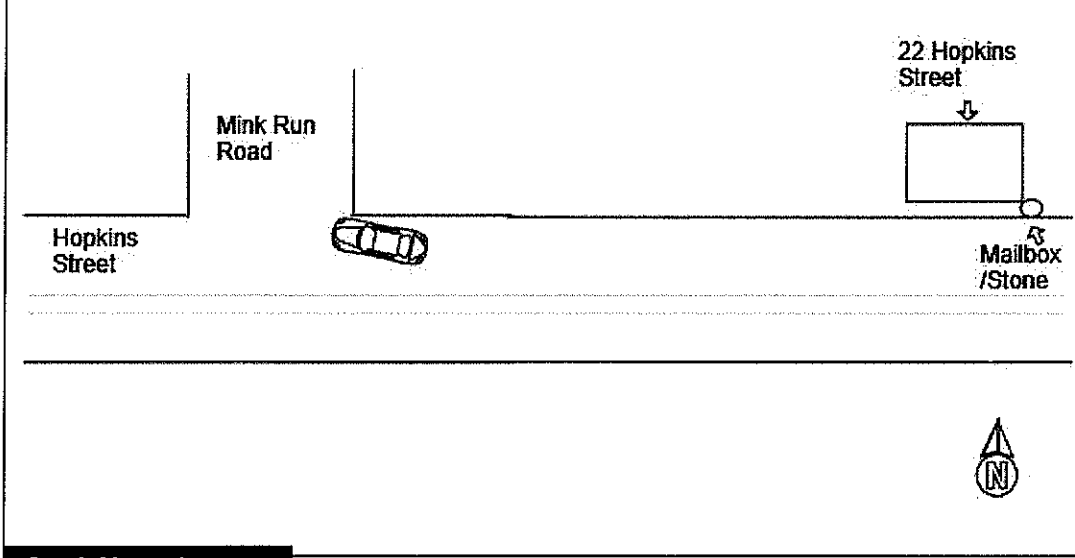 22 Hopkins
Street
Mink Run
Road
Hopkins
Street
Mailbox
/Stone
N